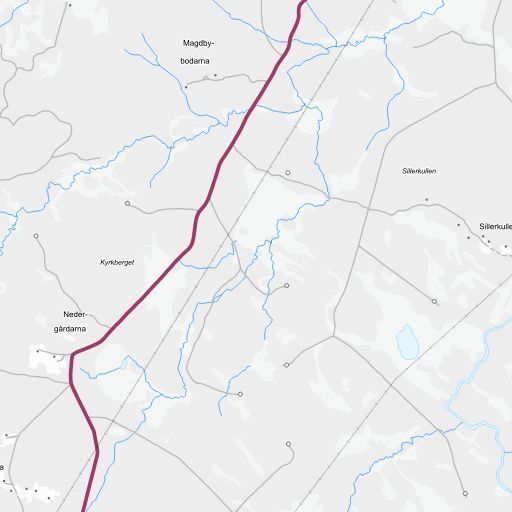 Magdby-
bodarna
Sillerkullen
Sillerkulle
Kyrkberget
Neder-
gårdarna
a